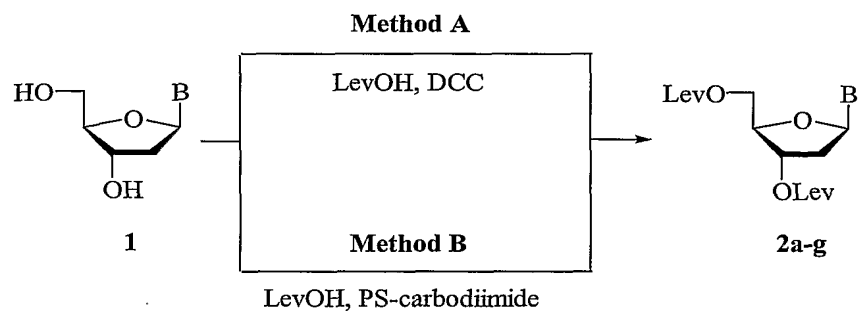 Method A
LevOH, DCC
HO
O
B
OH
1
LevO
O
B
OLev
2a-g
Method B
LevOH, PS-carbodiimide